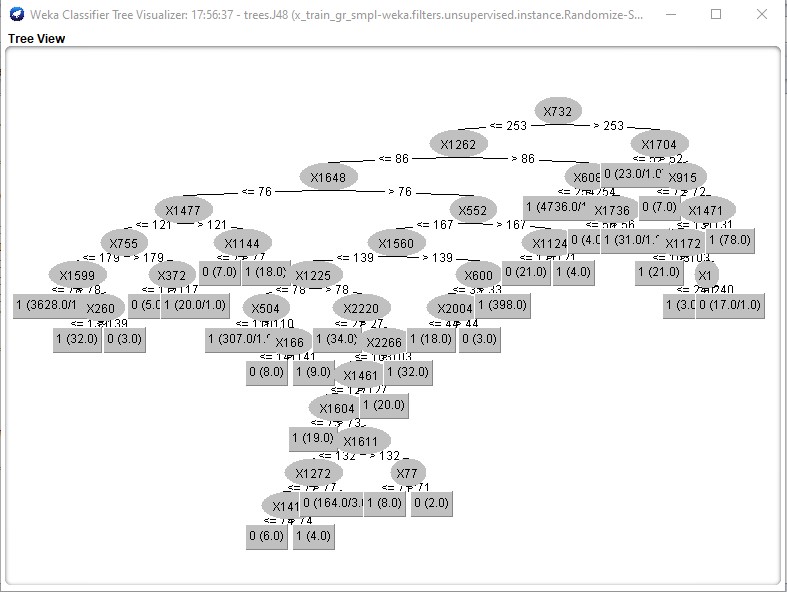 Weka Classifier Tree Visualizer: 17:56:37 - trees.J48 (x_train_gr_smpl-weka.filters.unsupervised.instance.Randomize-S...
Tree View
X732
<= 253 > 253
X1262 X1704
<= 86 > 86
X1648 0 (23.0/1.0 X915
<= 76 > 76
X1477 X552 1 (4736.0/ X1736 0 (7.0) X1471
<= 121 > 121 <= 167 > 167
X755 X1144 X1560 X1124 0 (4.0 1 (31.0/1. X1172 1 (78.0)
<= 179 > 179 <= 139 > 139
X1599 X372 0 (7.0) 1 (18.0) X1225 X600 0 (21.0) 1 (4.0) 1 (21.0) X1
> 78
1 (3628.0/1 X260 0 (5.0 1 (20.0/1.0) X504 X2220 X2004 1 (398.0) 1 (3.0 0 (17.0/1.0)
1 (32.0) 0 (3.0) 1 (307.0/1. X166 1 (34.0) X2266 1 (18.0) 0 (3.0)
0 (8.0) 1 (9.0) X1461 1 (32.0)
X1604 1 (20.0)
1 (19.0) X1611
<= 132 > 132
X1272 X77
X141 0 (164.0/3. 1 (8.0) 0 (2.0)
0 (6.0) 1 (4.0)